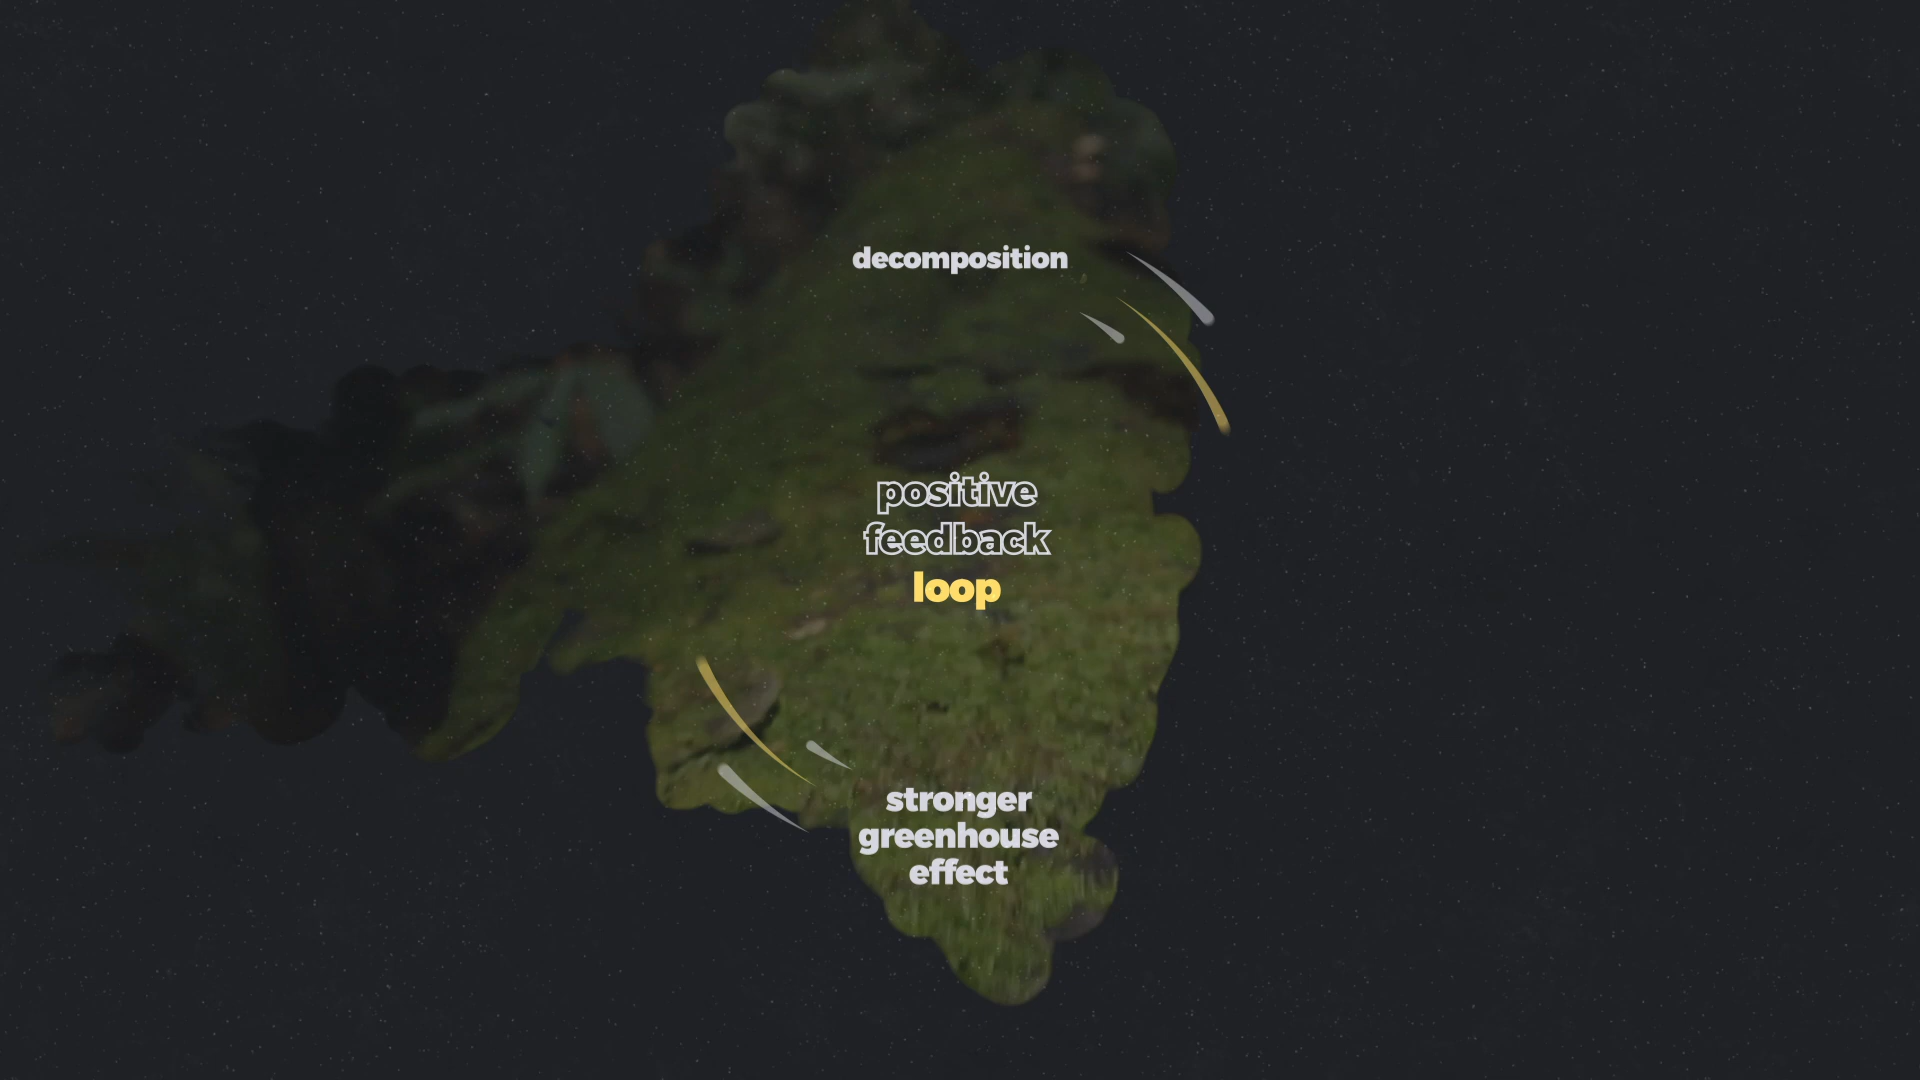 decomposition
positive
feedback
loop
stronger
greenhouse
effect